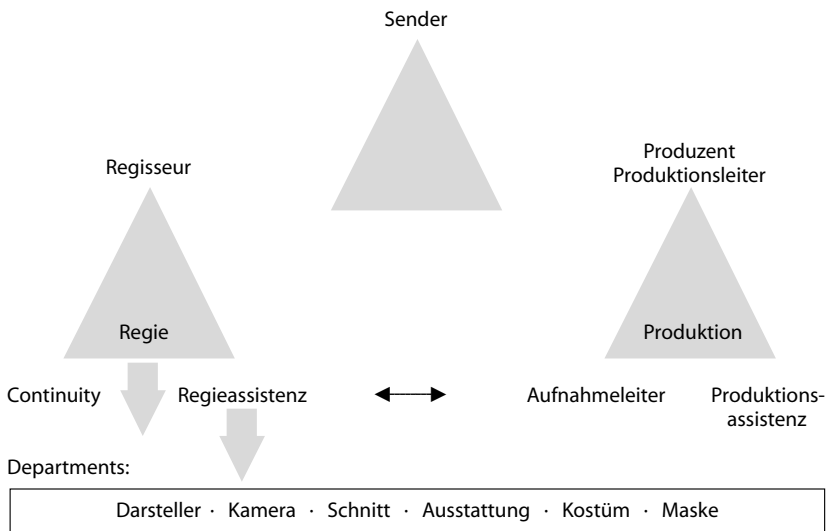 Sender
Regisseur
Produzent
Produktionsleiter
Regie
Produktion
Continuity
Regieassistenz
Aufnahmeleiter
Produktions-
assistenz
Departments:
Darsteller · Kamera · Schnitt · Ausstattung · Kostüm · Maske